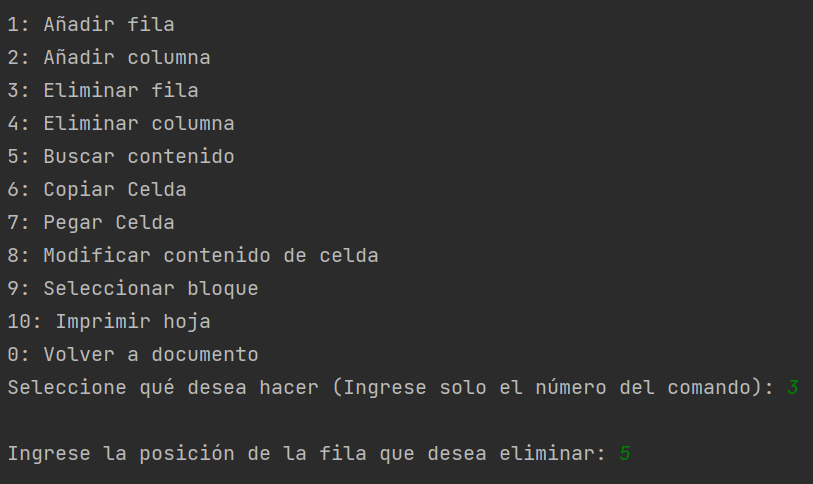 1: Añadir fila
2: Añadir columna
3: Eliminar fila
4: Eliminar columna
5: Buscar contenido
6: Copiar Celda
7: Pegar Celda
8: Modificar contenido de celda
9: Seleccionar bloque
10: Imprimir hoja
0: Volver a documento
Seleccione qué desea hacer (Ingrese solo el número del comando): 3
Ingrese la posición de la fila que desea eliminar: 5